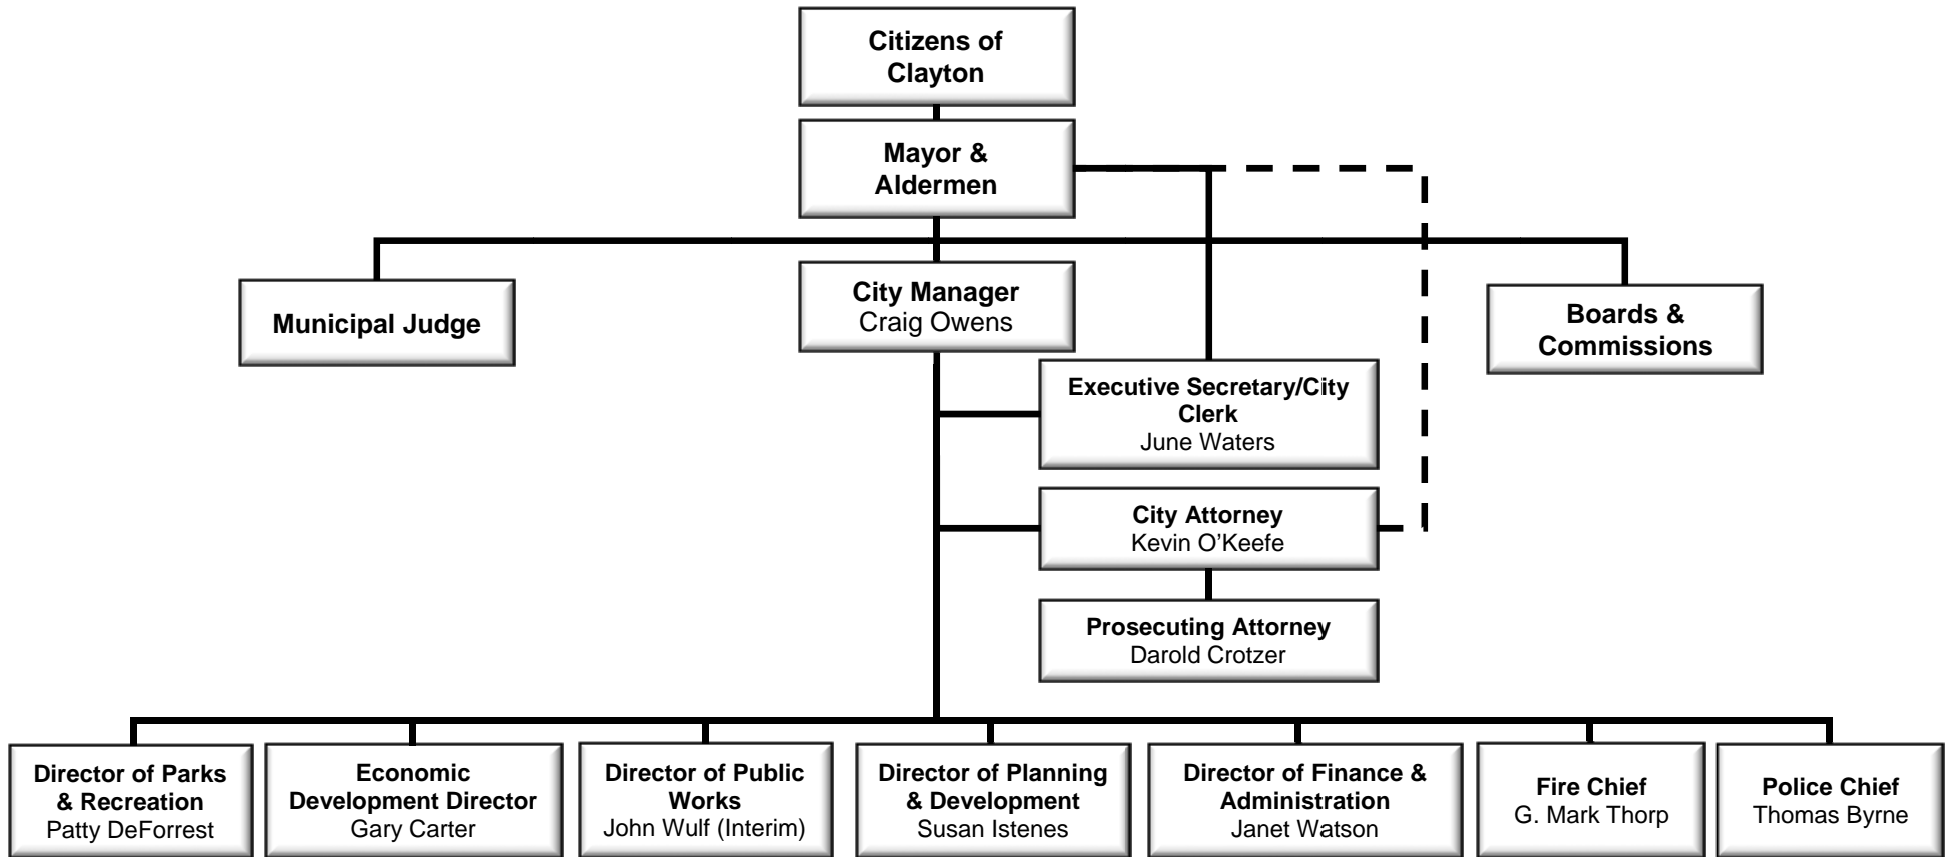 Citizens of
Clayton
Mayor &
Aldermen
Municipal Judge
City Manager
Craig Owens
Boards &
Commissions
Executive Secretary/City
Clerk
June Waters
City Attorney
Kevin O'Keefe
Prosecuting Attorney
Darold Crotzer
Director of Parks
& Recreation
Patty DeForrest
Economic
Development Director
Gary Carter
Director of Public
Works
John Wulf (Interim)
Director of Planning
& Development
Susan Istenes
Director of Finance &
Administration
Janet Watson
Fire Chief
G. Mark Thorp
Police Chief
Thomas Byrne